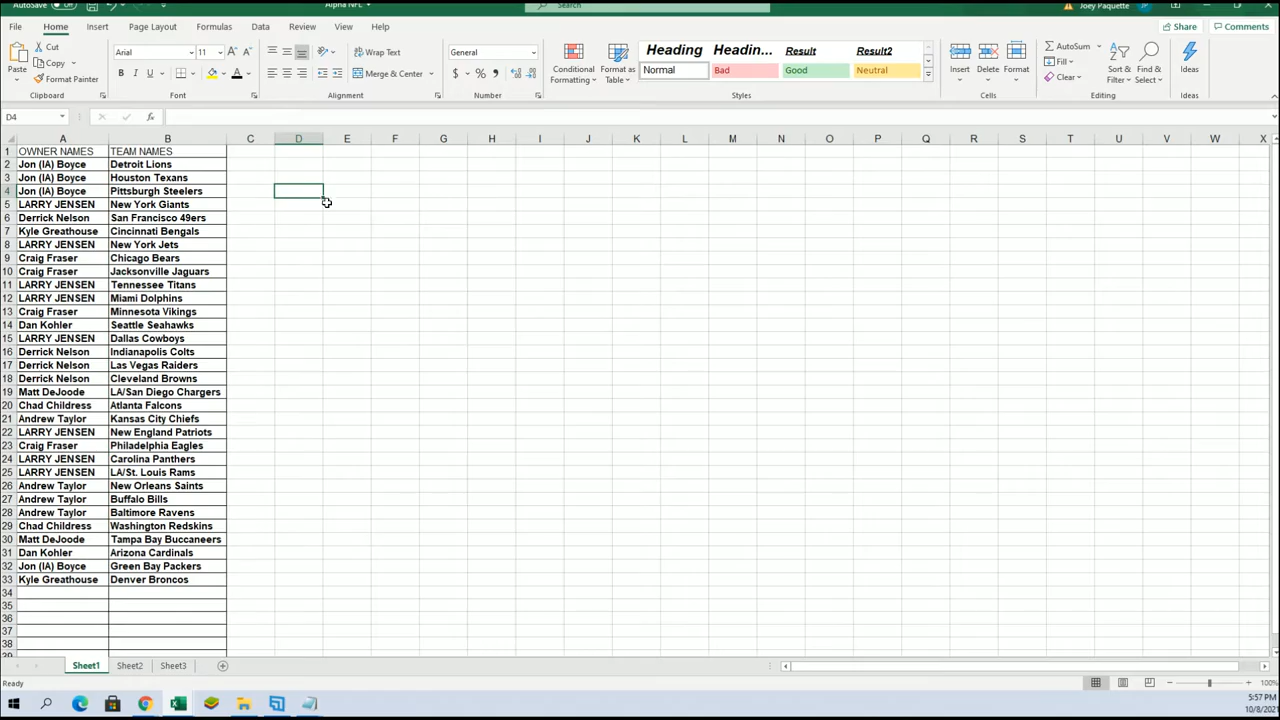 AutoSave Off Alpha NFL Search Joey Paquette
File Home Insert Page Layout Formulas Data Review View Help Share Comments
Paste Cut Copy Format Painter Clipboard
Arial 11 A A B I U A Font
Wrap Text Merge & Center Alignment
General $ % 9 Number
Conditional Formatting Format as Table
Heading Headin... Result Result2
Normal Bad Good Neutral
Styles
Insert Delete Format Cells
AutoSum Fill Clear Sort & Filter Find & Select Editing
Ideas Ideas
D4 fx
A B C D E F G H I J K L M N O P Q R S T U V W X
1 OWNER NAMES TEAM NAMES
2 Jon (IA) Boyce Detroit Lions
3 Jon (IA) Boyce Houston Texans
4 Jon (IA) Boyce Pittsburgh Steelers
5 LARRY JENSEN New York Giants
6 Derrick Nelson San Francisco 49ers
7 Kyle Greathouse Cincinnati Bengals
8 LARRY JENSEN New York Jets
9 Craig Fraser Chicago Bears
10 Craig Fraser Jacksonville Jaguars
11 LARRY JENSEN Tennessee Titans
12 LARRY JENSEN Miami Dolphins
13 Craig Fraser Minnesota Vikings
14 Dan Kohler Seattle Seahawks
15 LARRY JENSEN Dallas Cowboys
16 Derrick Nelson Indianapolis Colts
17 Derrick Nelson Las Vegas Raiders
18 Derrick Nelson Cleveland Browns
19 Matt DeJoode LA/San Diego Chargers
20 Chad Childress Atlanta Falcons
21 Andrew Taylor Kansas City Chiefs
22 LARRY JENSEN New England Patriots
23 Craig Fraser Philadelphia Eagles
24 LARRY JENSEN Carolina Panthers
25 LARRY JENSEN LA/St. Louis Rams
26 Andrew Taylor New Orleans Saints
27 Andrew Taylor Buffalo Bills
28 Andrew Taylor Baltimore Ravens
29 Chad Childress Washington Redskins
30 Matt DeJoode Tampa Bay Buccaneers
31 Dan Kohler Arizona Cardinals
32 Jon (IA) Boyce Green Bay Packers
33 Kyle Greathouse Denver Broncos
34
35
36
37
38
39
Sheet1 Sheet2 Sheet3
Ready 100%
5:57 PM
10/8/2021